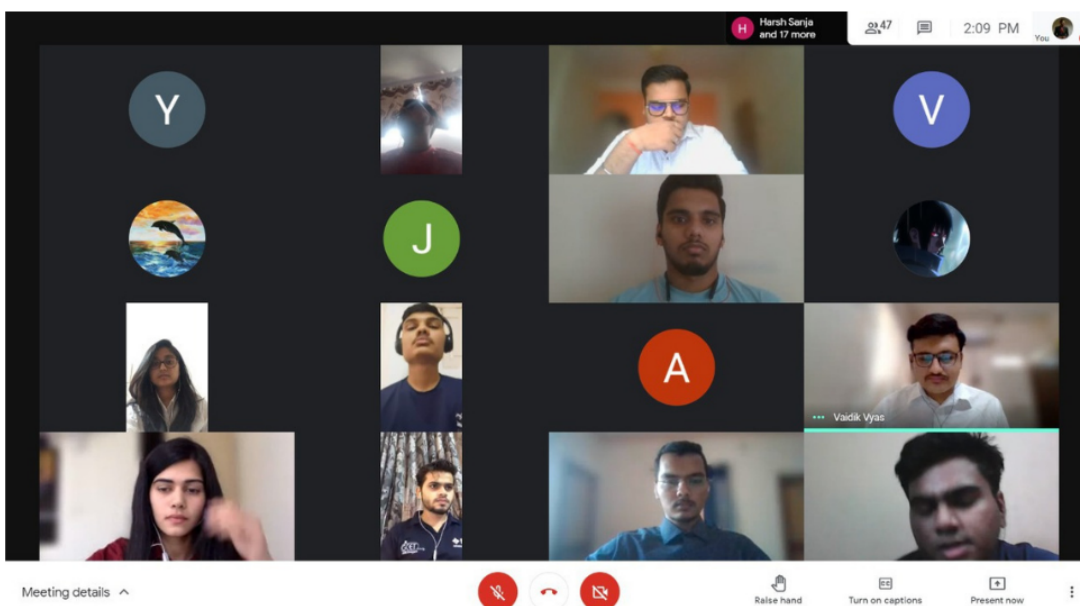 Harsh Sanja
and 17 more
47
2:09 PM
You
H
Y
V
J
A
Vaidik Vyas
Meeting details
Raise hand
CC
Turn on captions
Present now